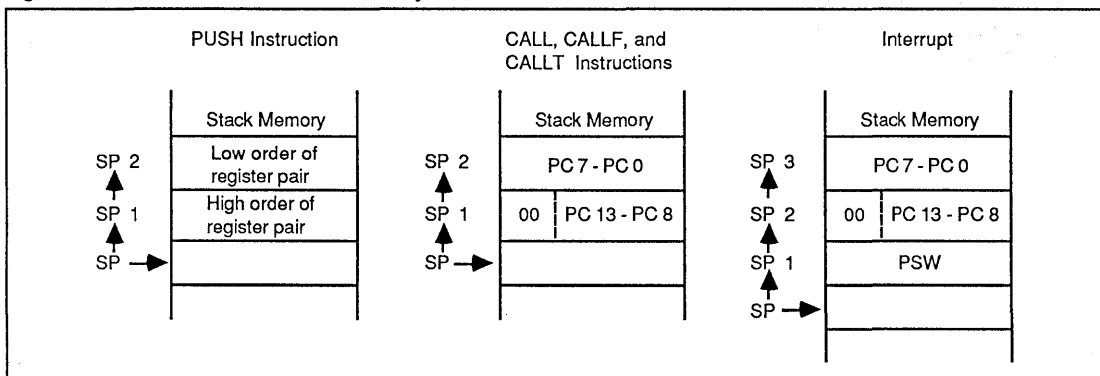 PUSH Instruction
Stack Memory
SP 2
Low order of
register pair
SP 1
High order of
register pair
SP
CALL, CALLF, and
CALLT Instructions
Stack Memory
SP 2
PC 7 - PC 0
SP 1
00
PC 13 - PC 8
SP
Interrupt
Stack Memory
SP 3
PC 7 - PC 0
SP 2
00
PC 13 - PC 8
SP 1
PSW
SP